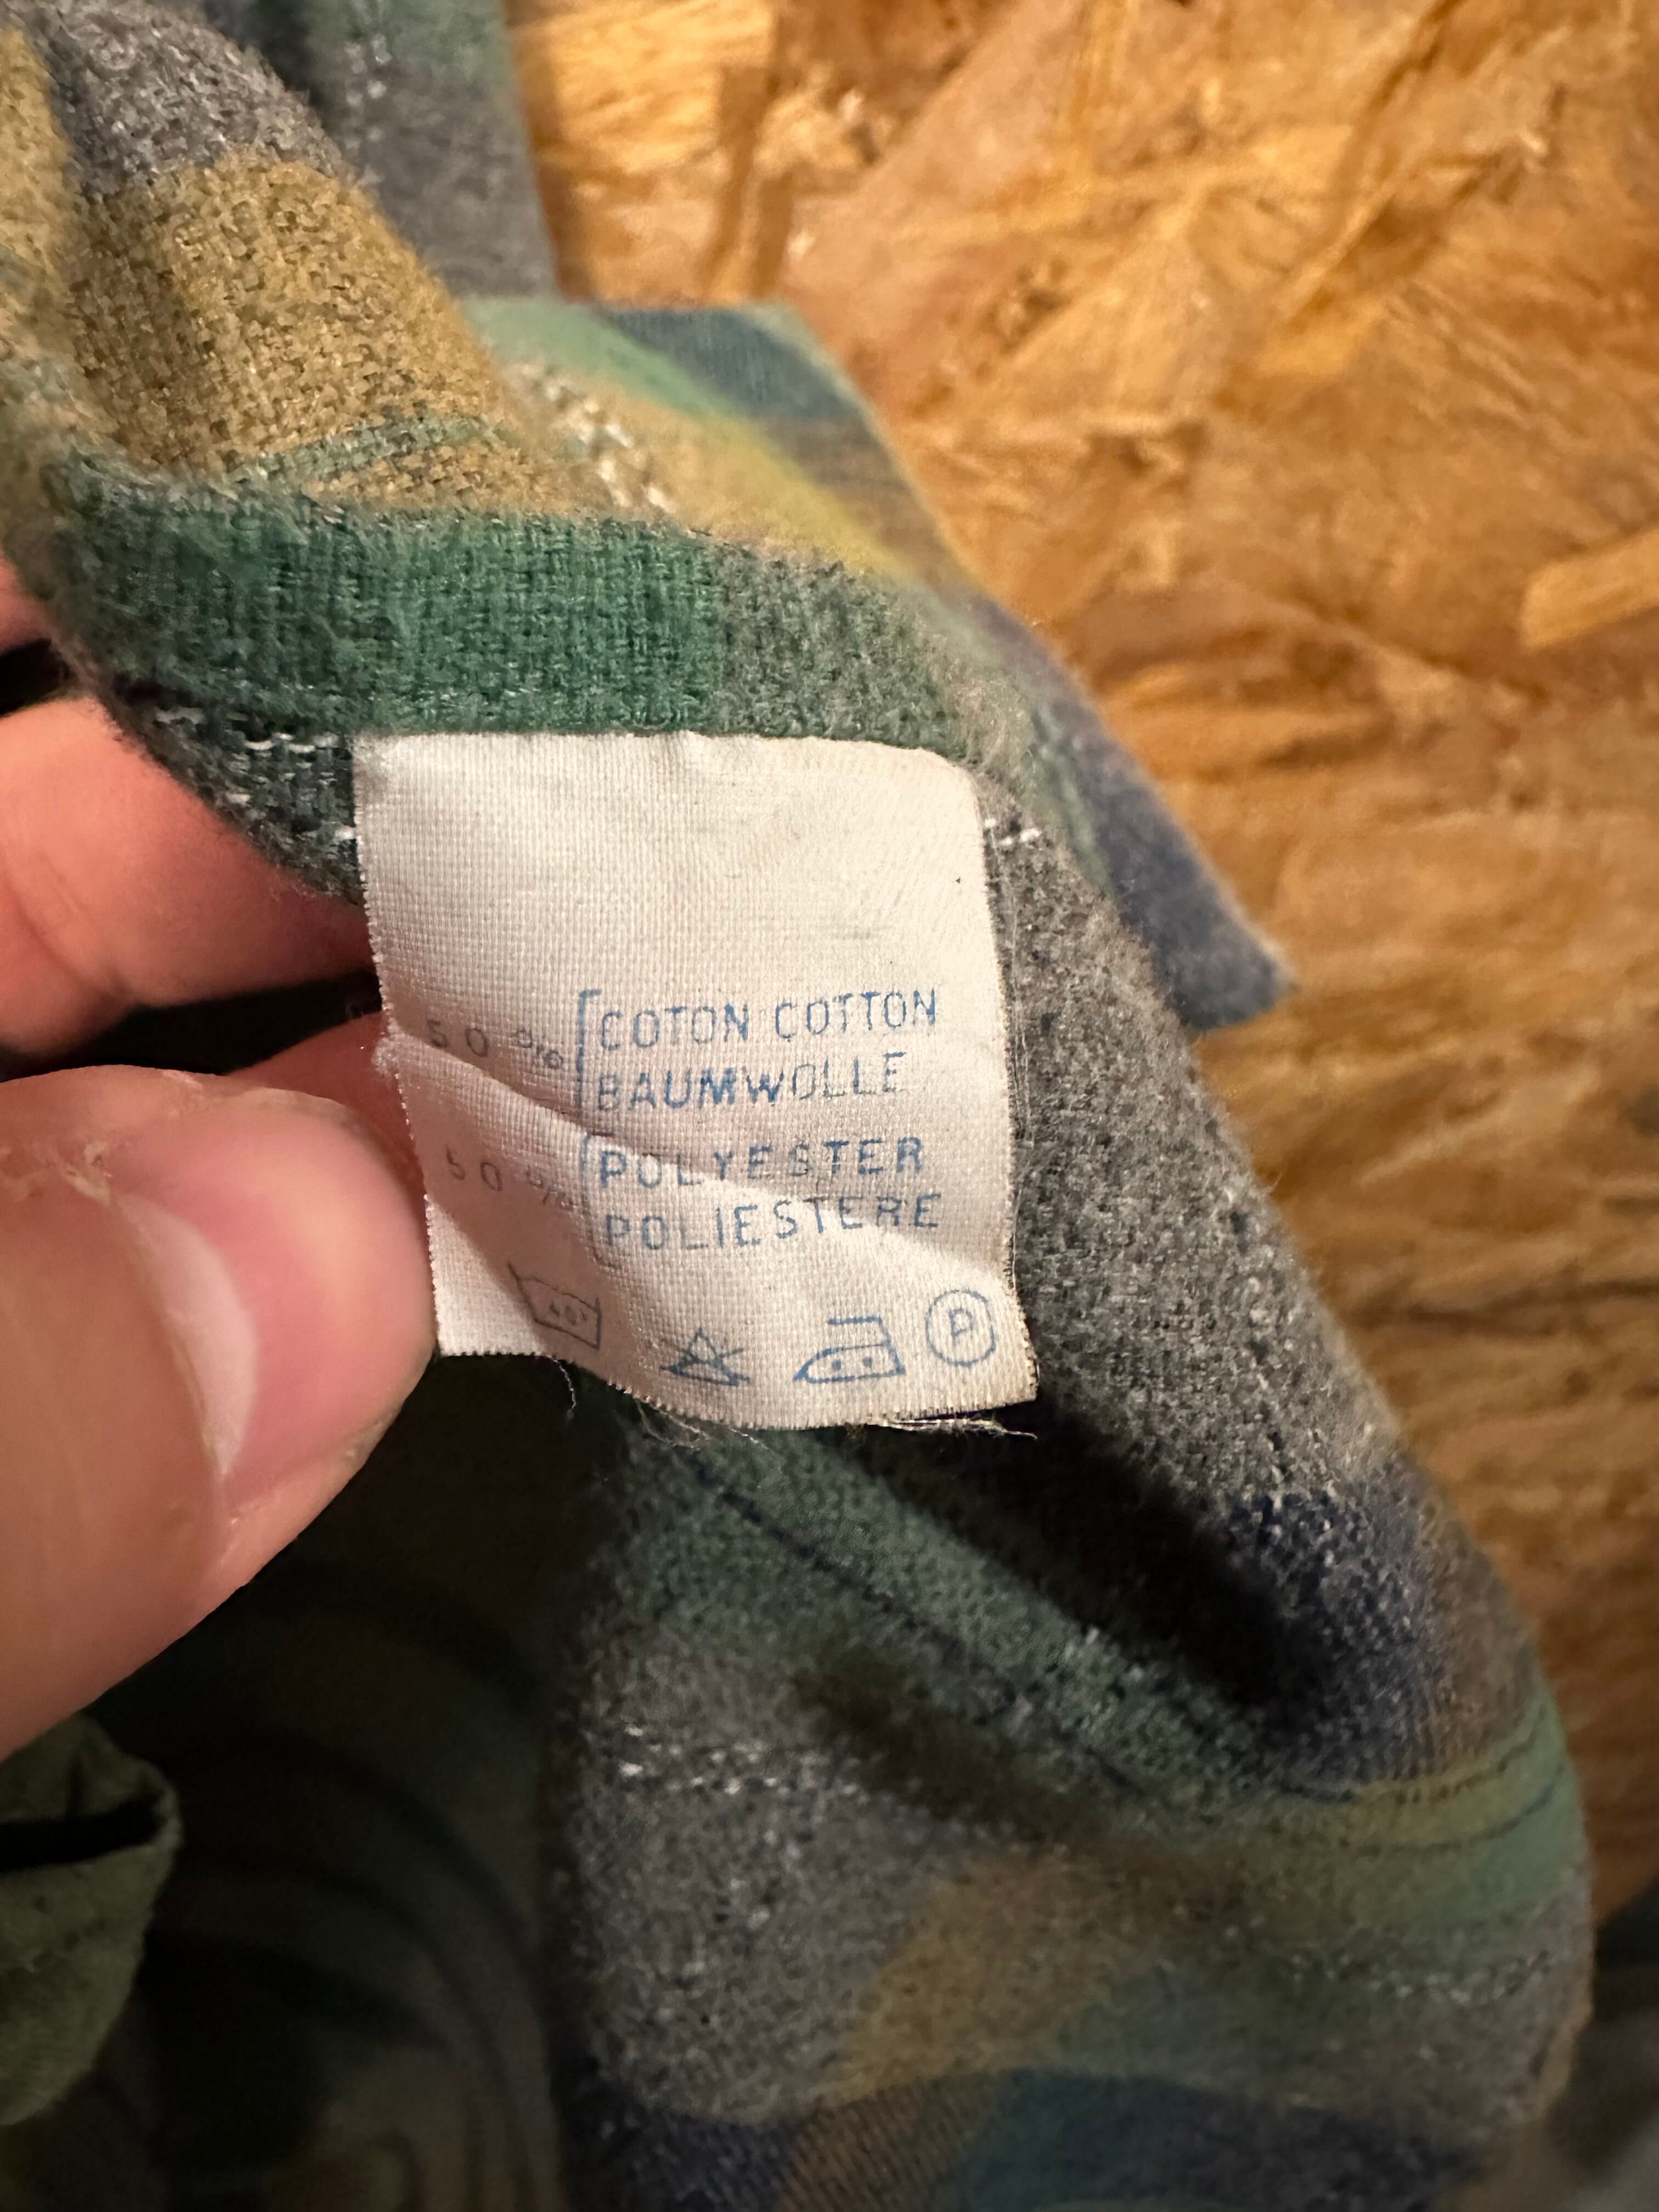 50% COTON COTTON
BAUMWOLLE
50% POLYESTER
POLIESTERE
40°
P